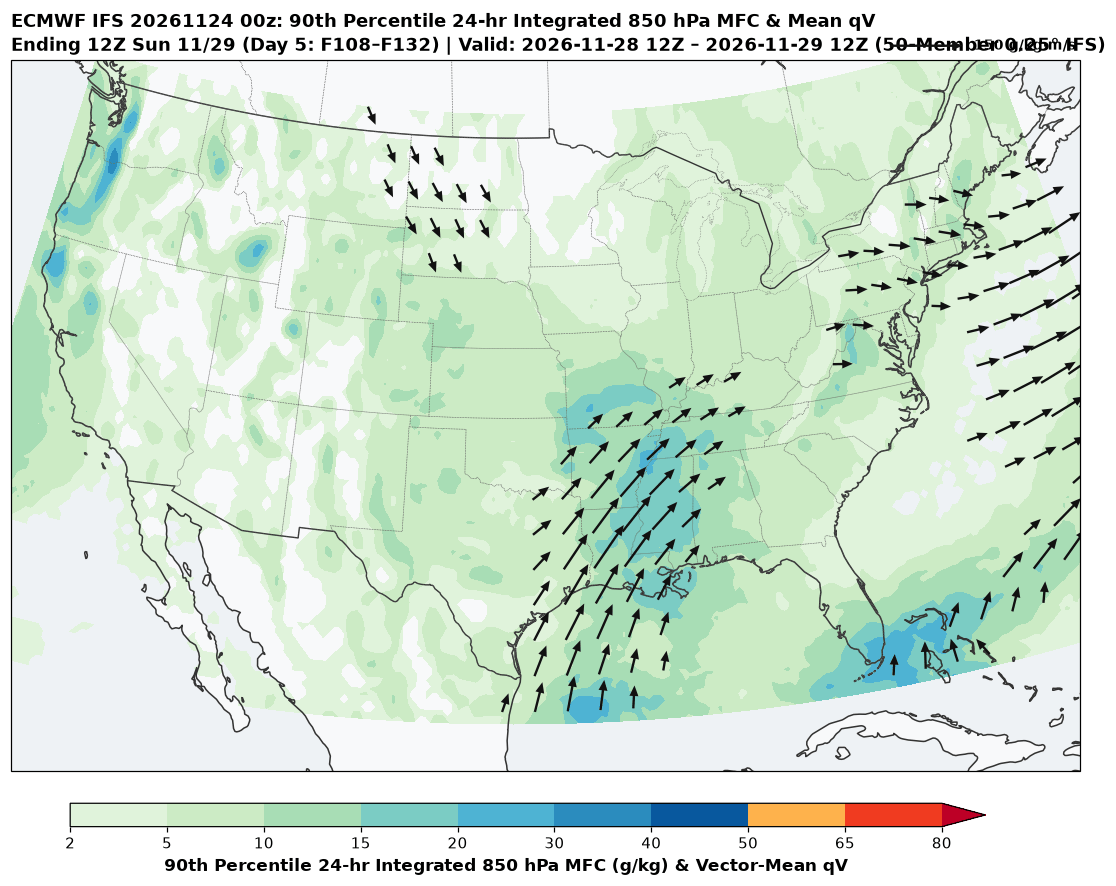 ECMWF IFS 20261124 00z: 90th Percentile 24-hr Integrated 850 hPa MFC & Mean qV
Ending 12Z Sun 11/29 (Day 5: F108–F132) | Valid: 2026-11-28 12Z – 2026-11-29 12Z (50-Member 0.25° IFS)
150 g/kg m/s
2 5 10 15 20 30 40 50 65 80
90th Percentile 24-hr Integrated 850 hPa MFC (g/kg) & Vector-Mean qV